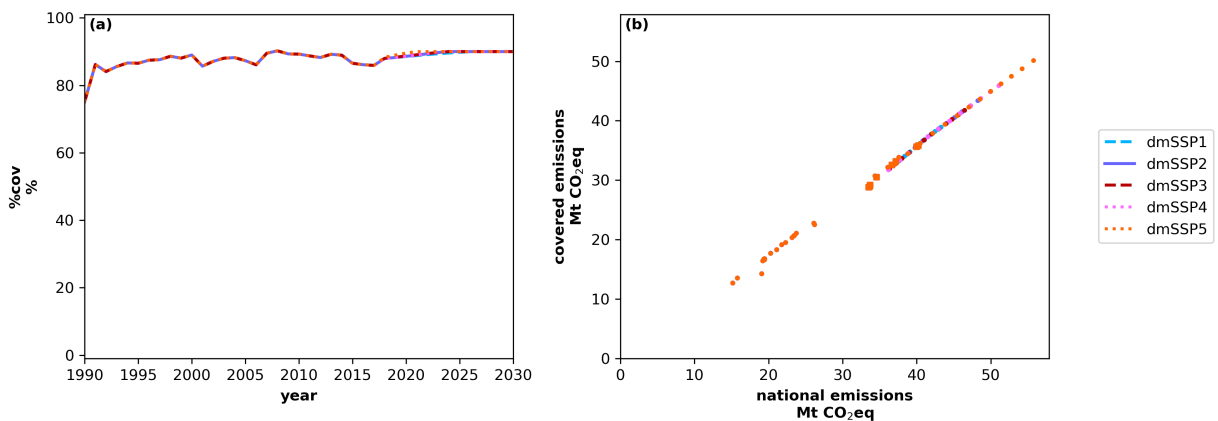 (a)
100
80
60
40
20
0
%cov
%
1990
1995
2000
2005
2010
2015
2020
2025
2030
year
(b)
50
40
30
20
10
0
covered emissions
Mt CO₂eq
0
10
20
30
40
50
national emissions
Mt CO₂eq
dmSSP1
dmSSP2
dmSSP3
dmSSP4
dmSSP5